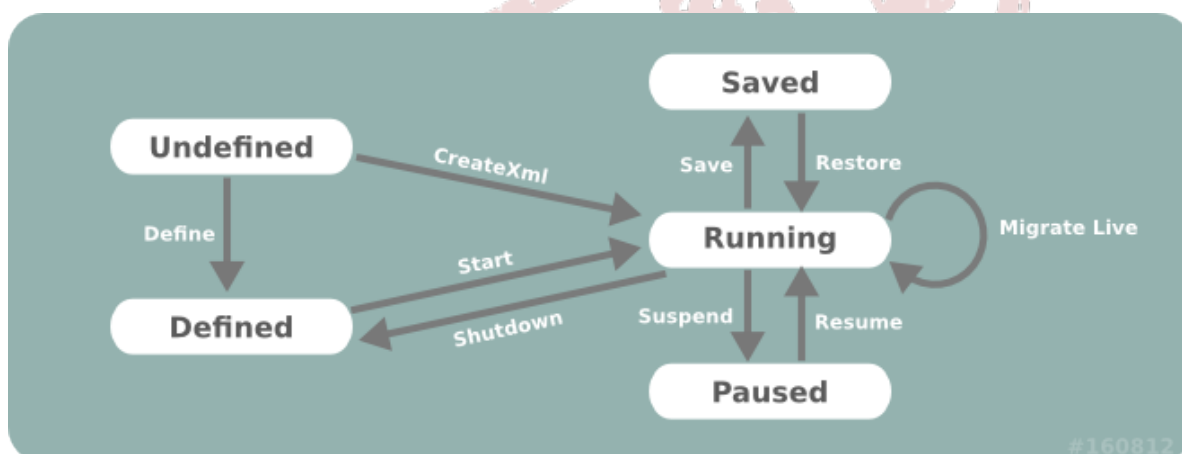 Saved
Undefined
CreateXml
Save
Restore
Define
Running
Migrate Live
Start
Shutdown
Suspend
Resume
Defined
Paused
#160812